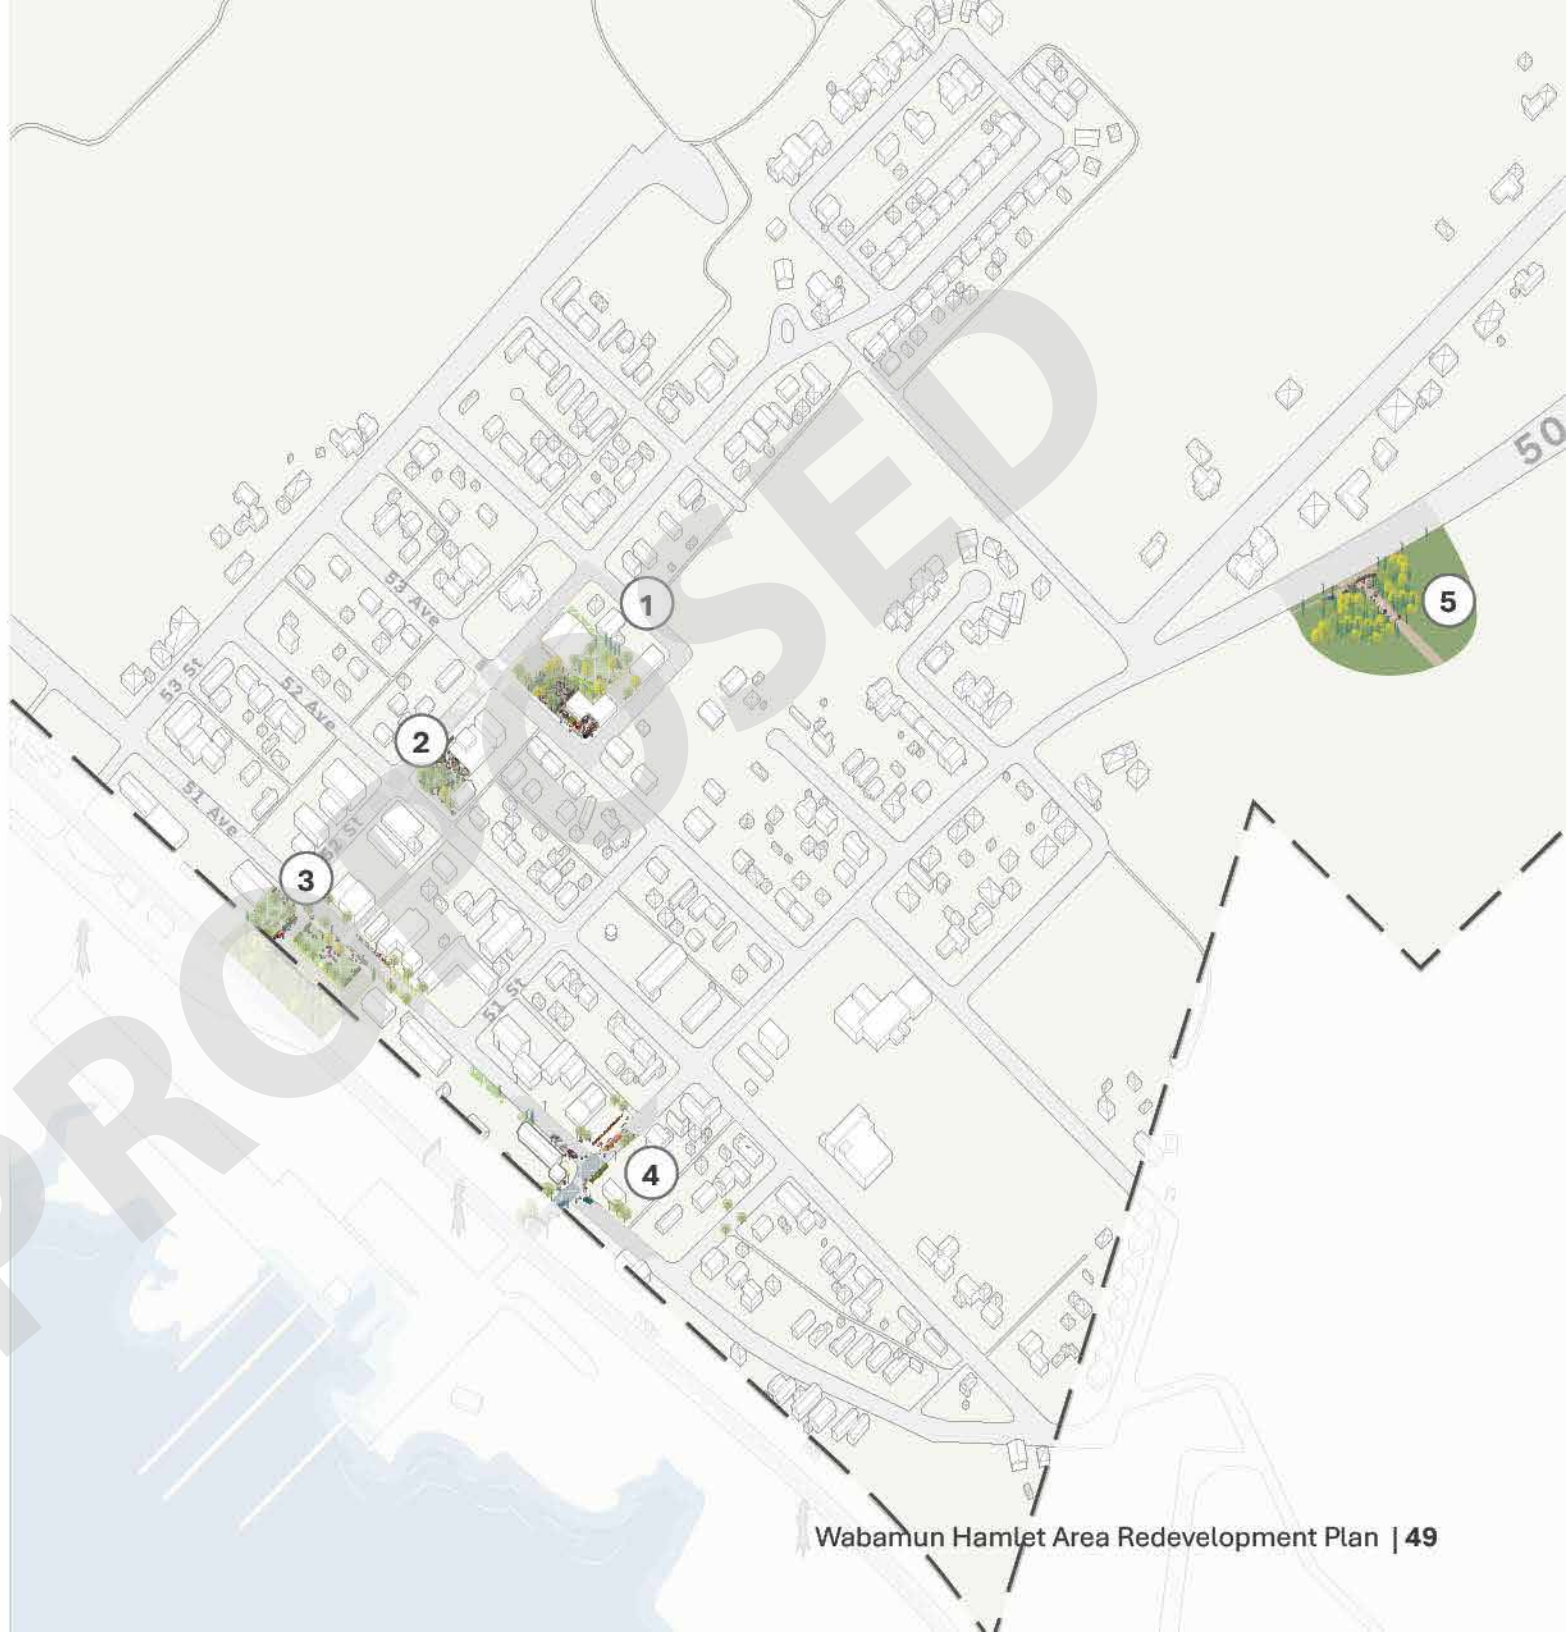 50
1
53 Ave
5
53 St
52 Ave
2
51 Ave
52 St
3
51 St
4
PROPOSED
Wabamun Hamlet Area Redevelopment Plan | 49